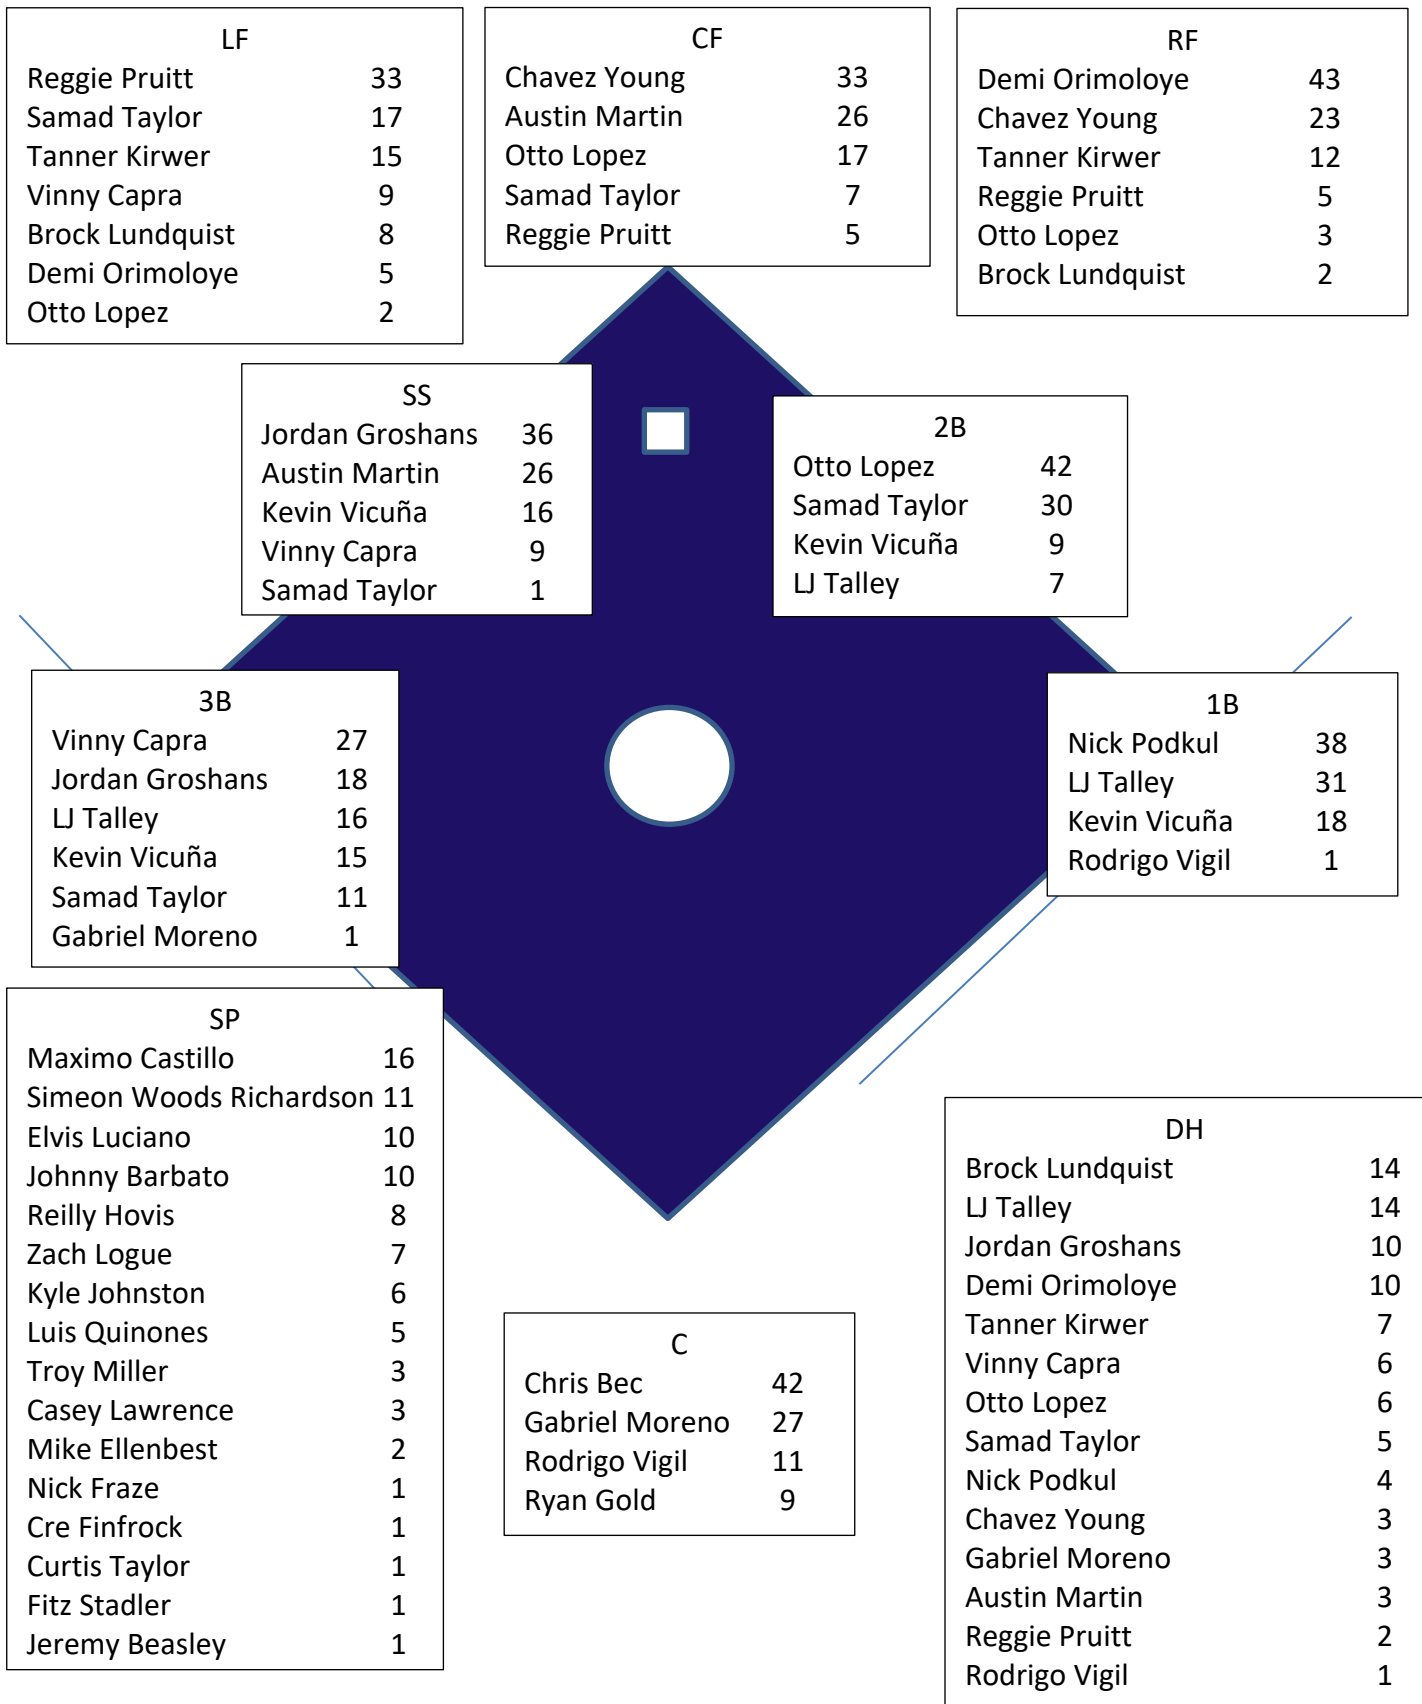 LF
Reggie Pruitt 33
Samad Taylor 17
Tanner Kirwer 15
Vinny Capra 9
Brock Lundquist 8
Demi Orimoloye 5
Otto Lopez 2
CF
Chavez Young 33
Austin Martin 26
Otto Lopez 17
Samad Taylor 7
Reggie Pruitt 5
RF
Demi Orimoloye 43
Chavez Young 23
Tanner Kirwer 12
Reggie Pruitt 5
Otto Lopez 3
Brock Lundquist 2
SS
Jordan Groshans 36
Austin Martin 26
Kevin Vicuña 16
Vinny Capra 9
Samad Taylor 1
2B
Otto Lopez 42
Samad Taylor 30
Kevin Vicuña 9
LJ Talley 7
3B
Vinny Capra 27
Jordan Groshans 18
LJ Talley 16
Kevin Vicuña 15
Samad Taylor 11
Gabriel Moreno 1
1B
Nick Podkul 38
LJ Talley 31
Kevin Vicuña 18
Rodrigo Vigil 1
SP
Maximo Castillo 16
Simeon Woods Richardson 11
Elvis Luciano 10
Johnny Barbato 10
Reilly Hovis 8
Zach Logue 7
Kyle Johnston 6
Luis Quinones 5
Troy Miller 3
Casey Lawrence 3
Mike Ellenbest 2
Nick Fraze 1
Cre Finfrock 1
Curtis Taylor 1
Fitz Stadler 1
Jeremy Beasley 1
C
Chris Bec 42
Gabriel Moreno 27
Rodrigo Vigil 11
Ryan Gold 9
DH
Brock Lundquist 14
LJ Talley 14
Jordan Groshans 10
Demi Orimoloye 10
Tanner Kirwer 7
Vinny Capra 6
Otto Lopez 6
Samad Taylor 5
Nick Podkul 4
Chavez Young 3
Gabriel Moreno 3
Austin Martin 3
Reggie Pruitt 2
Rodrigo Vigil 1